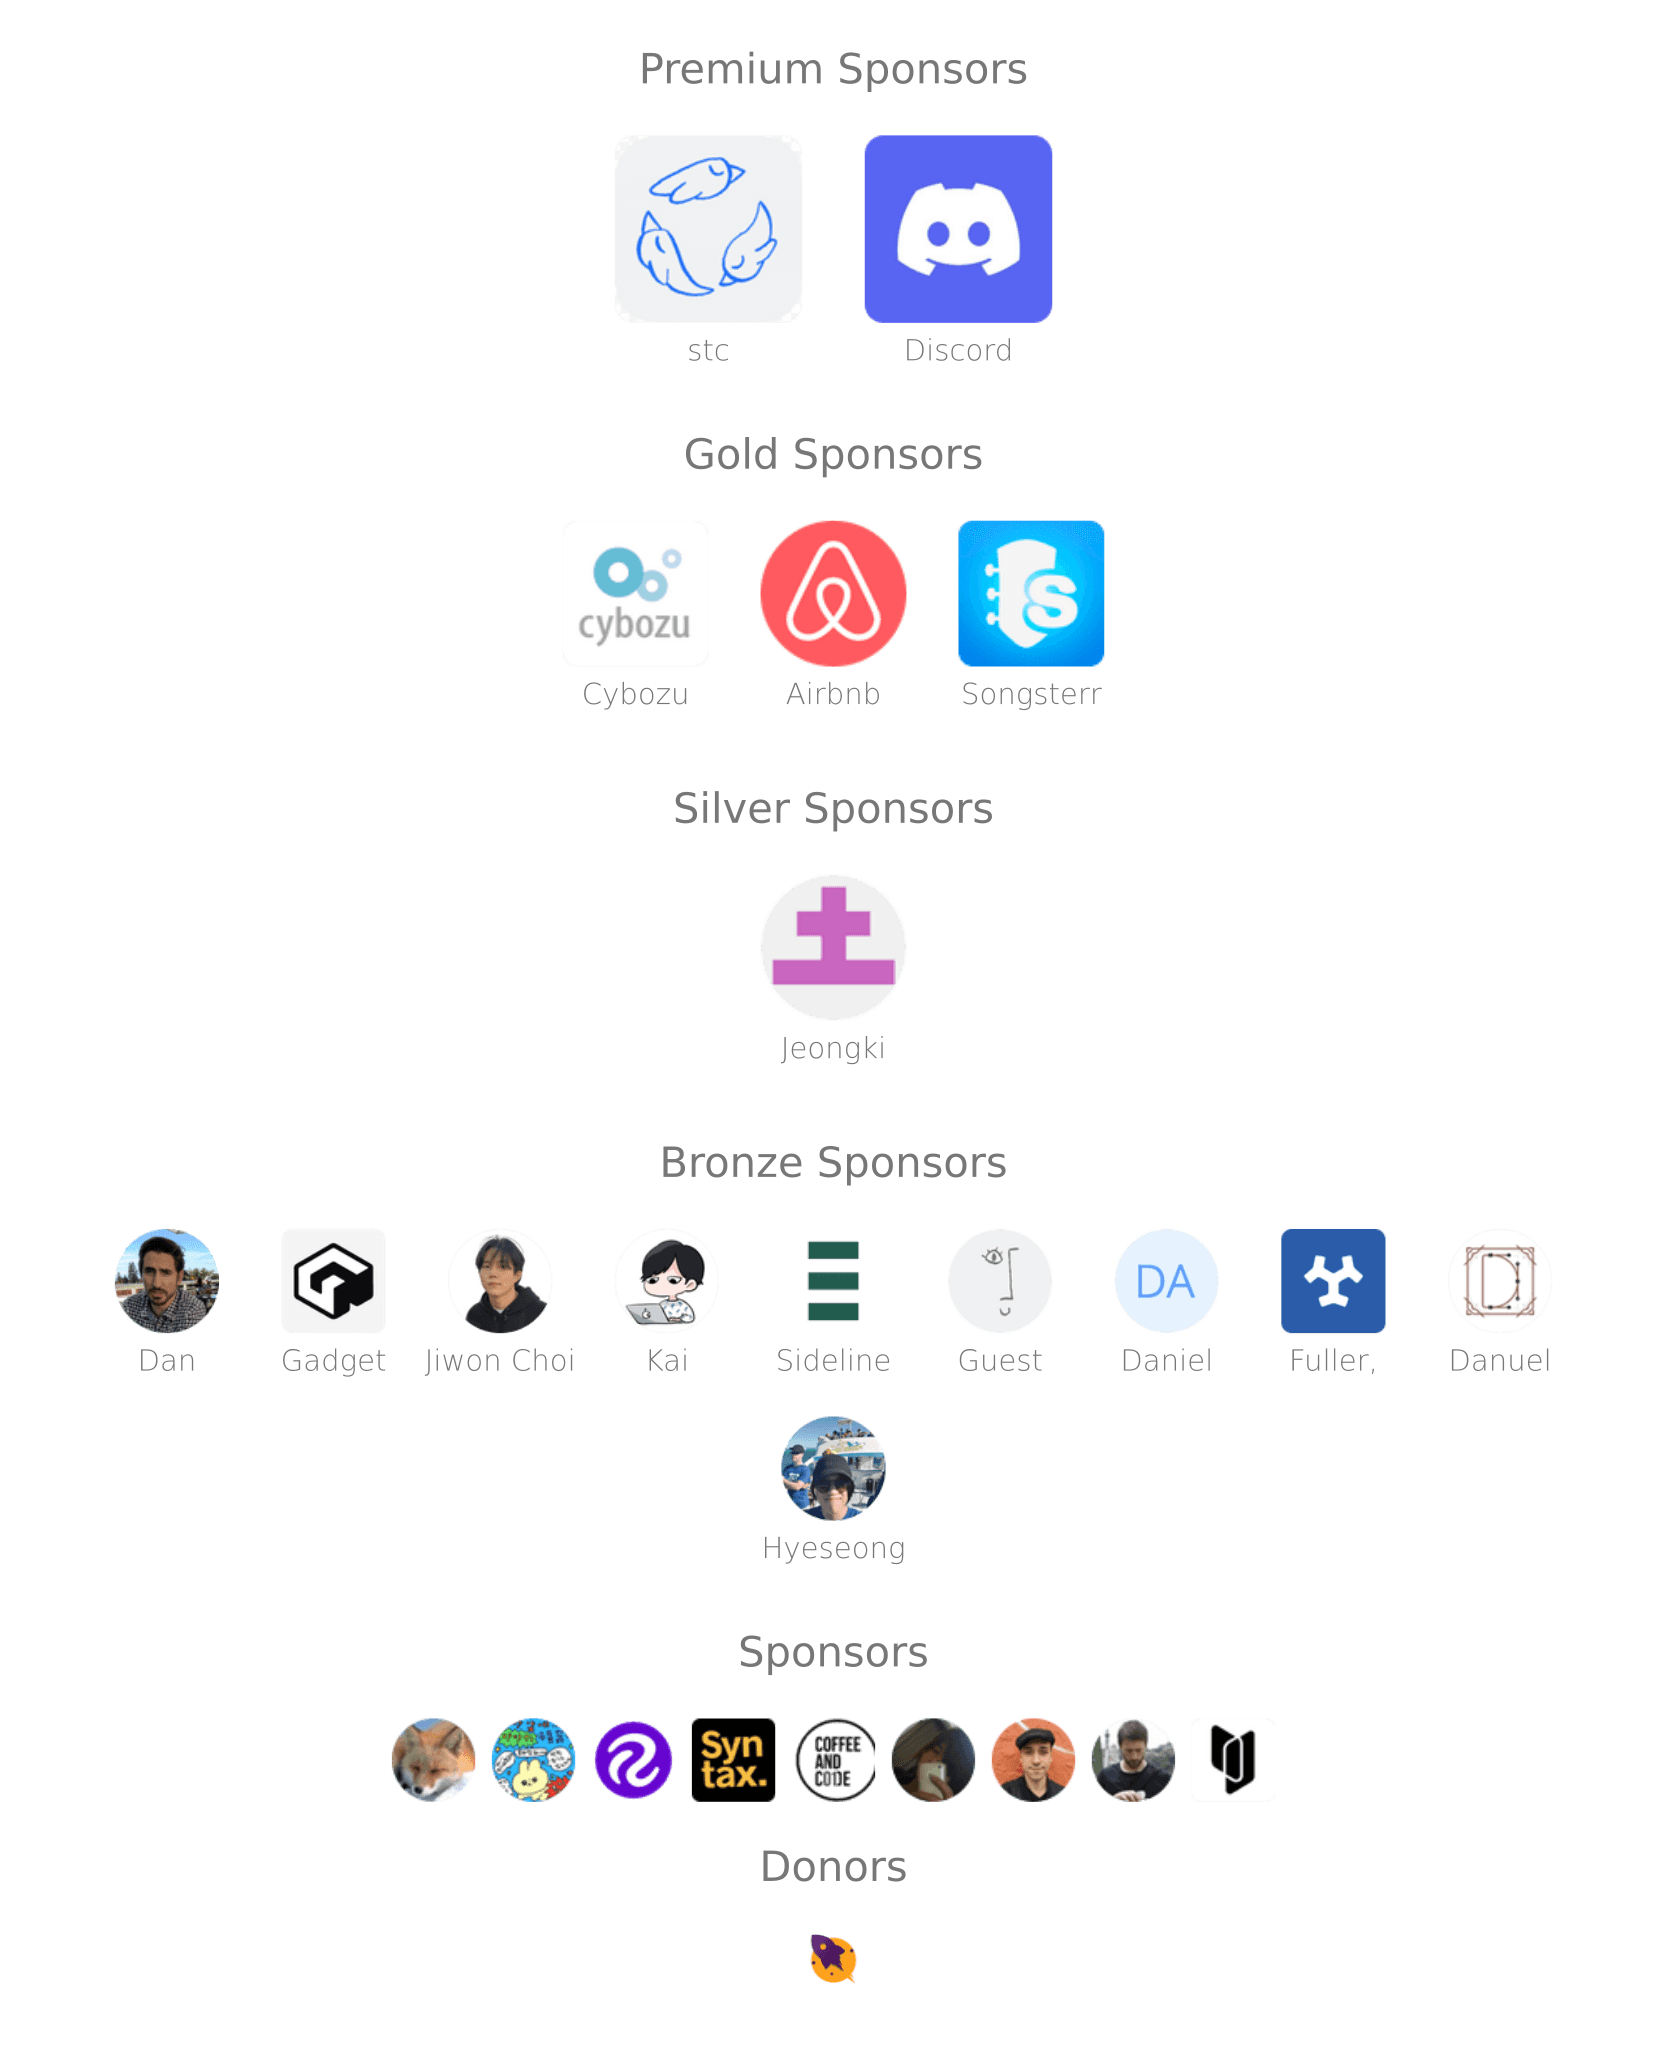 Premium Sponsors
stc
Discord
Gold Sponsors
cybozu
S
Cybozu
Airbnb
Songsterr
Silver Sponsors
Jeongki
Bronze Sponsors
DA
D
Dan
Gadget
Jiwon Choi
Kai
Sideline
Guest
Daniel
Fuller,
Danuel
Hyeseong
Sponsors
Syn
tax.
COFFEE
AND
CODE
Donors